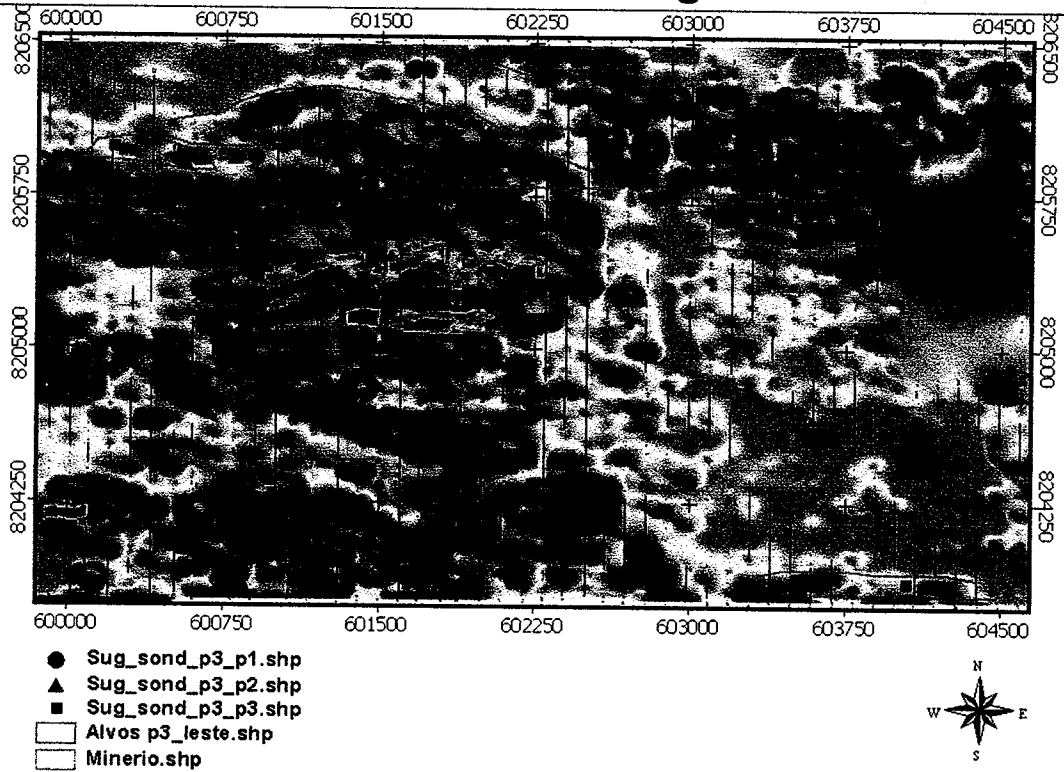 600000 600750 601500 602250 603000 603750 604500
8206500 8206500
8205750 8205750
8205000 8205000
8204250 8204250
600000 600750 601500 602250 603000 603750 604500
Sug_sond_p3_p1.shp
Sug_sond_p3_p2.shp
Sug_sond_p3_p3.shp
Alvos p3_leste.shp
Minerio.shp
N
W E
S